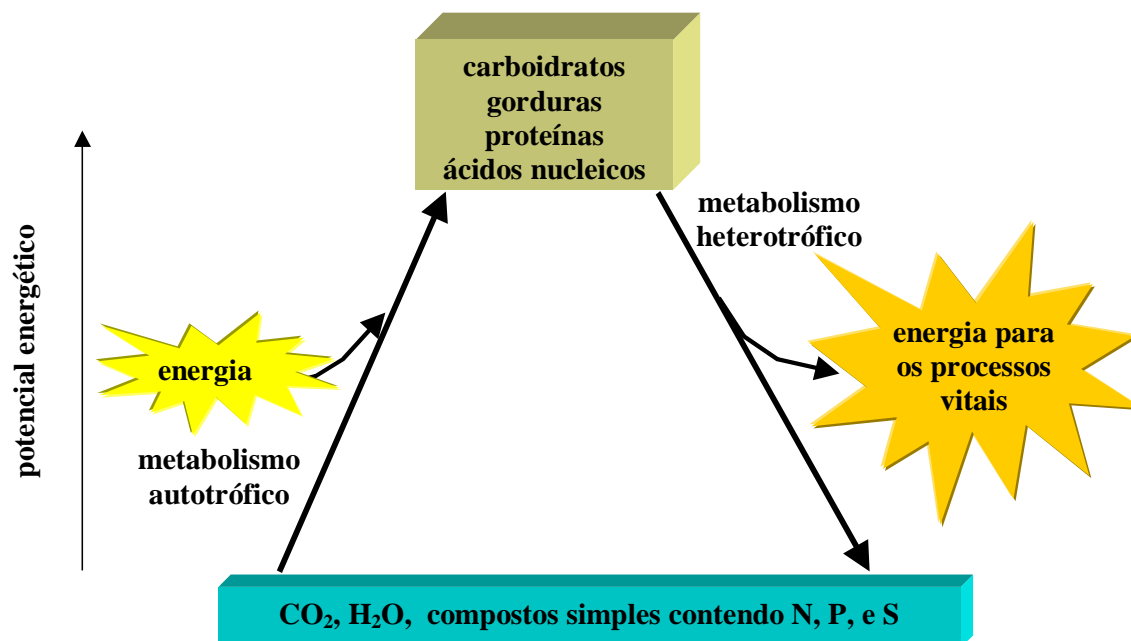 carboidratos
gorduras
proteínas
ácidos nucleicos
potencial energético
metabolismo
heterotrófico
energia
energia para
os processos
vitais
metabolismo
autotrófico
CO₂, H₂O, compostos simples contendo N, P, e S